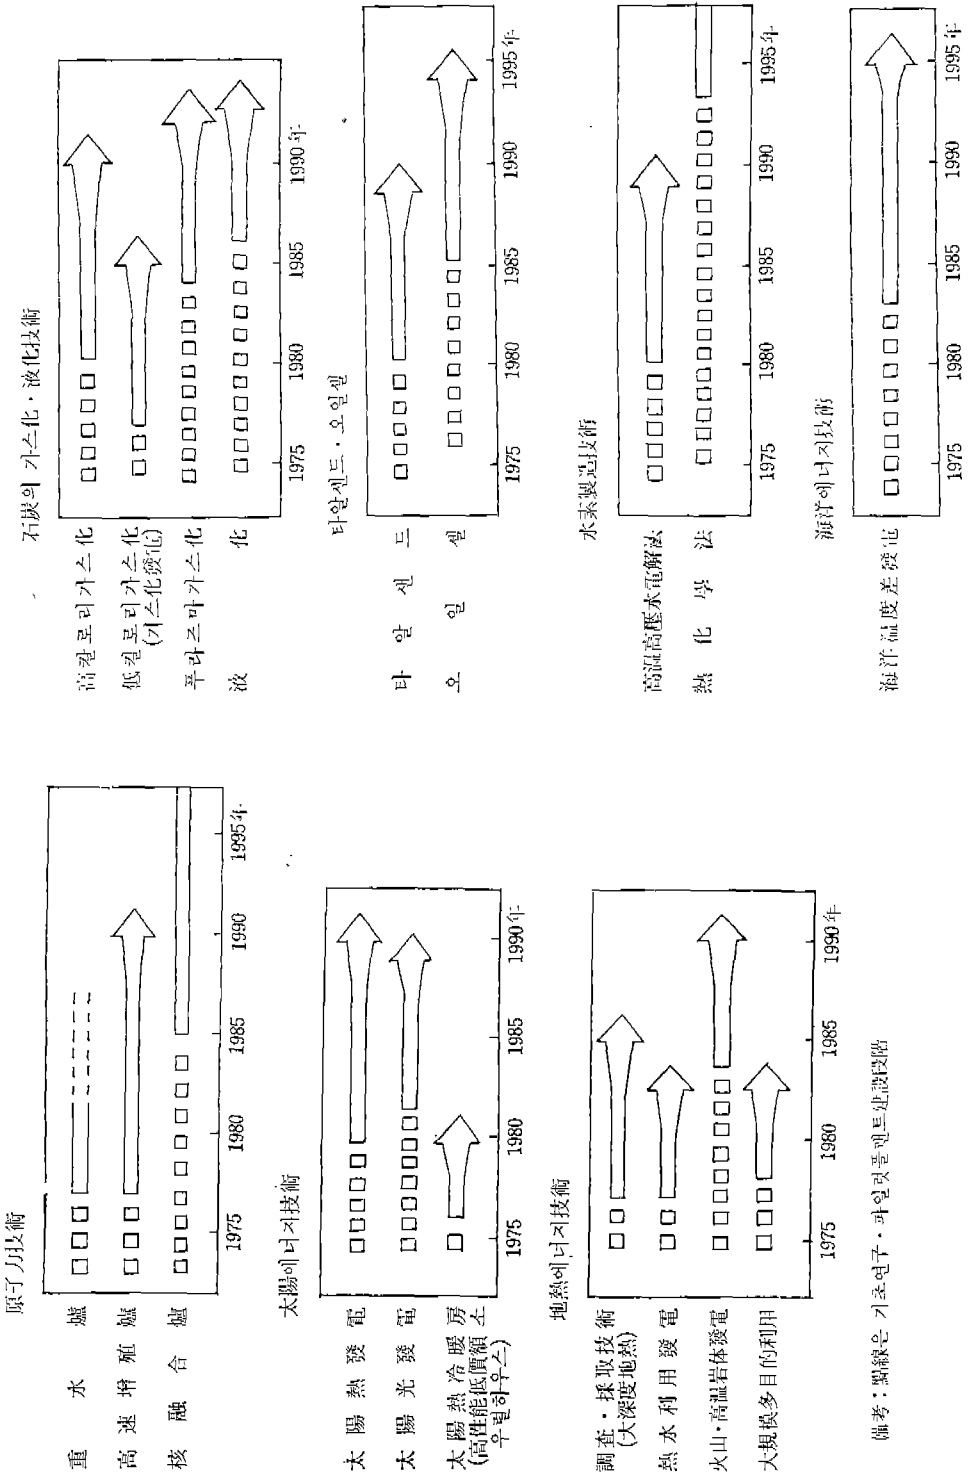 原子力技術
重水爐
高速增殖爐
核融合爐
1975 1980 1985 1990 1995年
石炭의 가스化·液化技術
高칼로리가스化
低칼로리가스化
(가스化發電)
푸라즈마가스化
液化
1975 1980 1985 1990年
太陽에너지技術
太陽熱發電
太陽光發電
太陽熱冷暖房
(高性能低價額소
우럴하우스)
1975 1980 1985 1990年
타알샌드·오일셀
타알샌드
오일셀
1975 1980 1985 1990 1995年
地熱에너지技術
調査·採取技術
(大深度地熱)
熱水利用發電
火山·高溫岩体發電
大規模多目的利用
1975 1980 1985 1990年
水素製造技術
高溫高壓水電解法
熱化學法
1975 1980 1985 1990 1995年
海洋에너지技術
海洋溫度差發電
1975 1980 1985 1990 1995年
備考:點線은 기초연구·파일럿플랜트建設段階